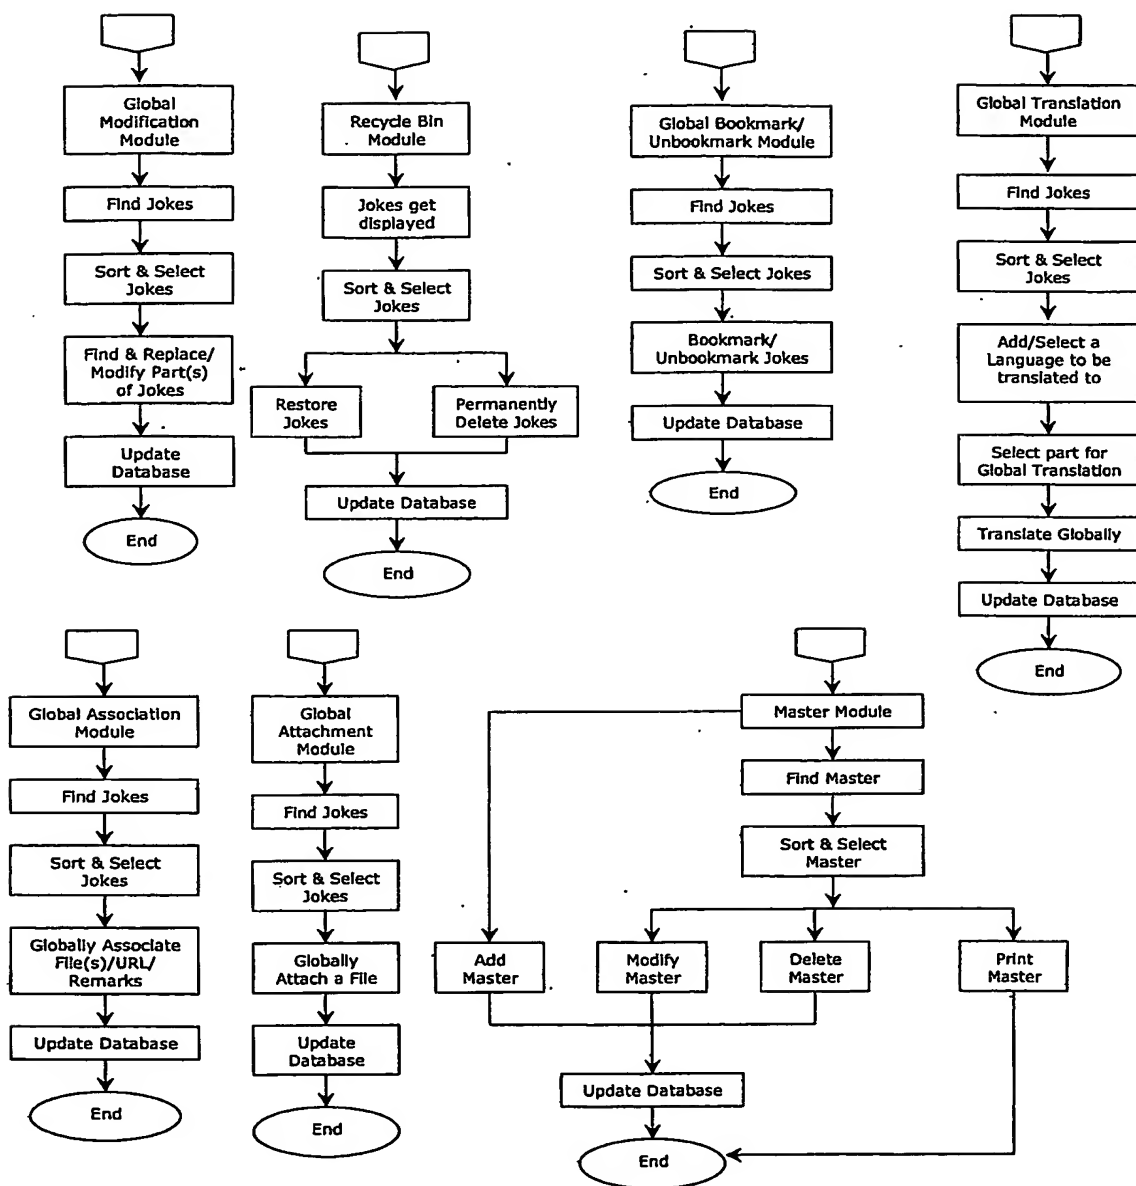 Global
Modification
Module
Find Jokes
Sort & Select
Jokes
Find & Replace/
Modify Part(s)
of Jokes
Update
Database
End
Recycle Bin
Module
Jokes get
displayed
Sort & Select
Jokes
Restore
Jokes
Permanently
Delete Jokes
Update Database
End
Global Bookmark/
Unbookmark Module
Find Jokes
Sort & Select Jokes
Bookmark/
Unbookmark Jokes
Update Database
End
Global Translation
Module
Find Jokes
Sort & Select
Jokes
Add/Select a
Language to be
translated to
Select part for
Global Translation
Translate Globally
Update Database
End
Global Association
Module
Find Jokes
Sort & Select
Jokes
Globally Associate
File(s)/URL/
Remarks
Update Database
End
Global
Attachment
Module
Find Jokes
Sort & Select
Jokes
Globally
Attach a File
Update
Database
End
Master Module
Find Master
Sort & Select
Master
Add
Master
Modify
Master
Delete
Master
Print
Master
Update Database
End